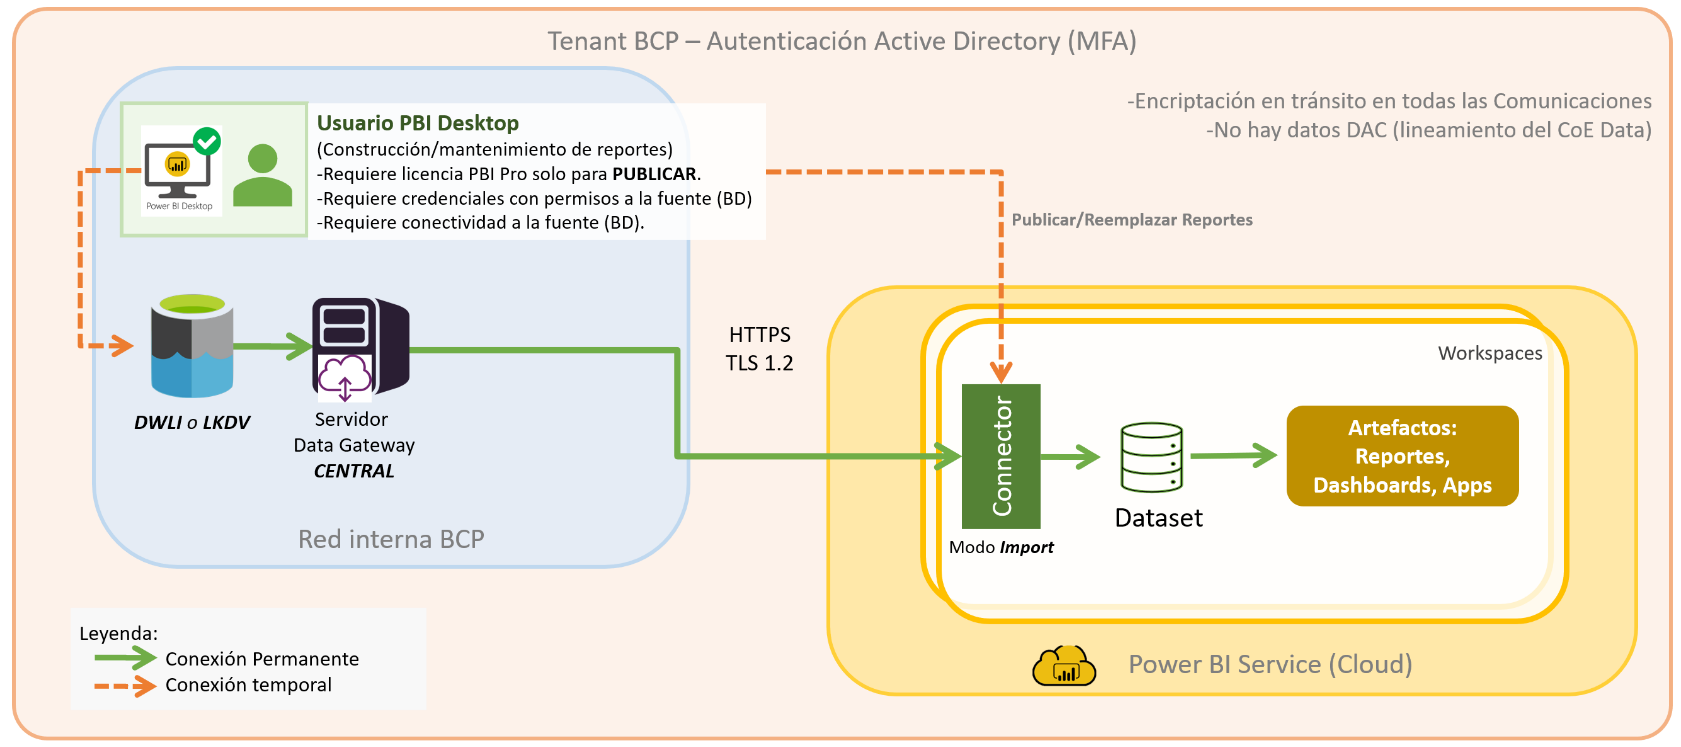 Tenant BCP – Autenticación Active Directory (MFA)
-Encriptación en tránsito en todas las Comunicaciones
-No hay datos DAC (lineamiento del CoE Data)
Power BI Desktop
Usuario PBI Desktop
(Construcción/mantenimiento de reportes)
-Requiere licencia PBI Pro solo para PUBLICAR.
-Requiere credenciales con permisos a la fuente (BD)
-Requiere conectividad a la fuente (BD).
Publicar/Reemplazar Reportes
DWLI o LKDV
Servidor
Data Gateway
CENTRAL
Red interna BCP
HTTPS
TLS 1.2
Workspaces
Connector
Modo Import
Dataset
Artefactos:
Reportes,
Dashboards, Apps
Power BI Service (Cloud)
Leyenda:
Conexión Permanente
Conexión temporal